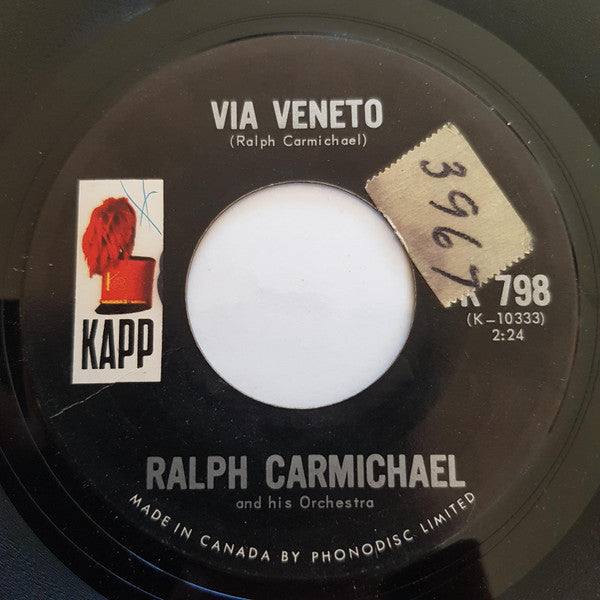 VIA VENETO
(Ralph Carmichael)
3967
KAPP
K 798
(K-10333)
2:24
RALPH CARMICHAEL
and his Orchestra
MADE IN CANADA BY PHONODISC LIMITED